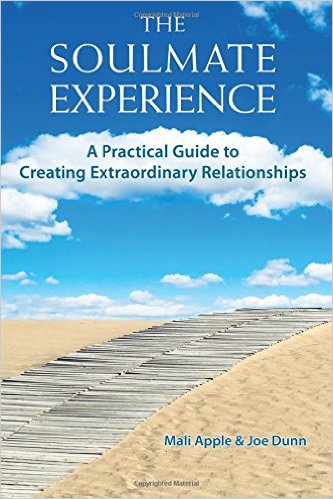 THE
SOULMATE
EXPERIENCE
A Practical Guide to
Creating Extraordinary Relationships
Mali Apple & Joe Dunn